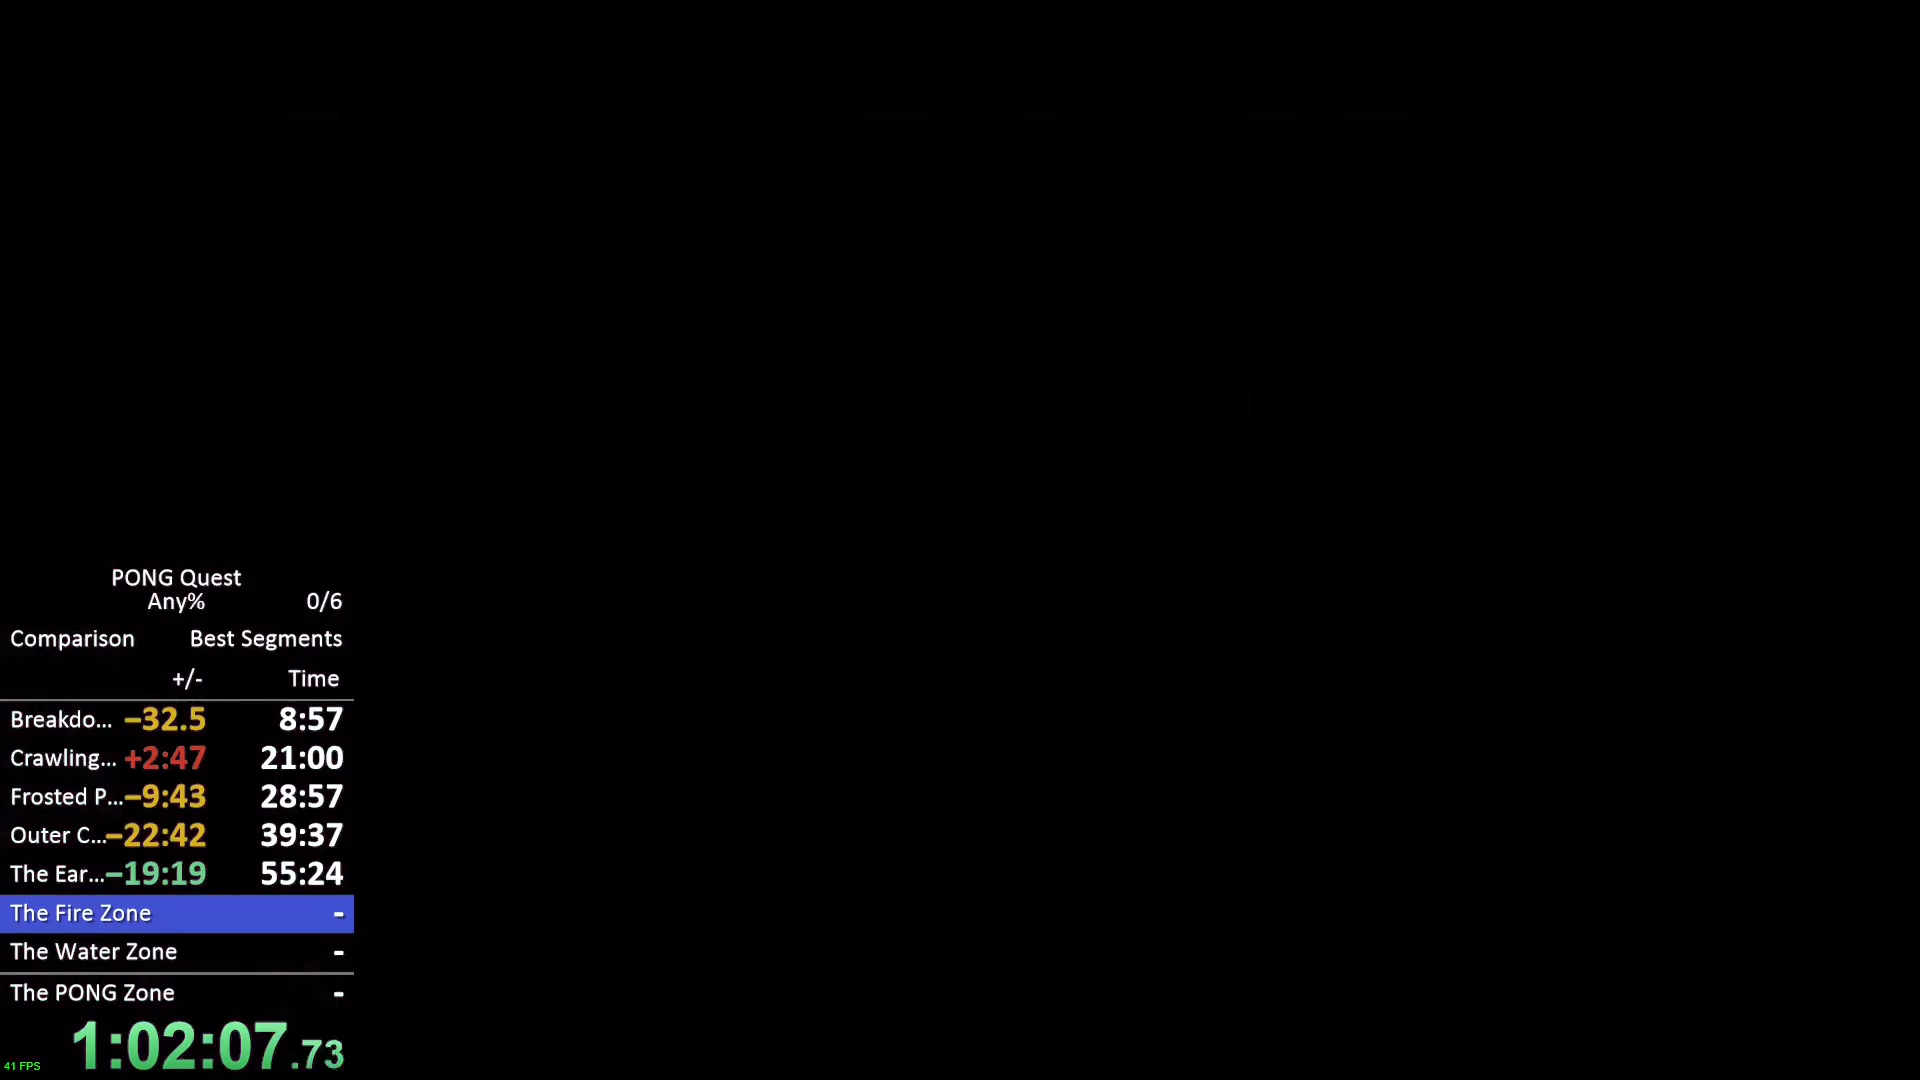 PONG Quest
Any% 0/6
Comparison Best Segments
+/- Time
Breakdo... −32.5 8:57
Crawling... +2:47 21:00
Frosted P... −9:43 28:57
Outer C... −22:42 39:37
The Ear... −19:19 55:24
The Fire Zone -
The Water Zone -
The PONG Zone -
1:02:07.73
41 FPS